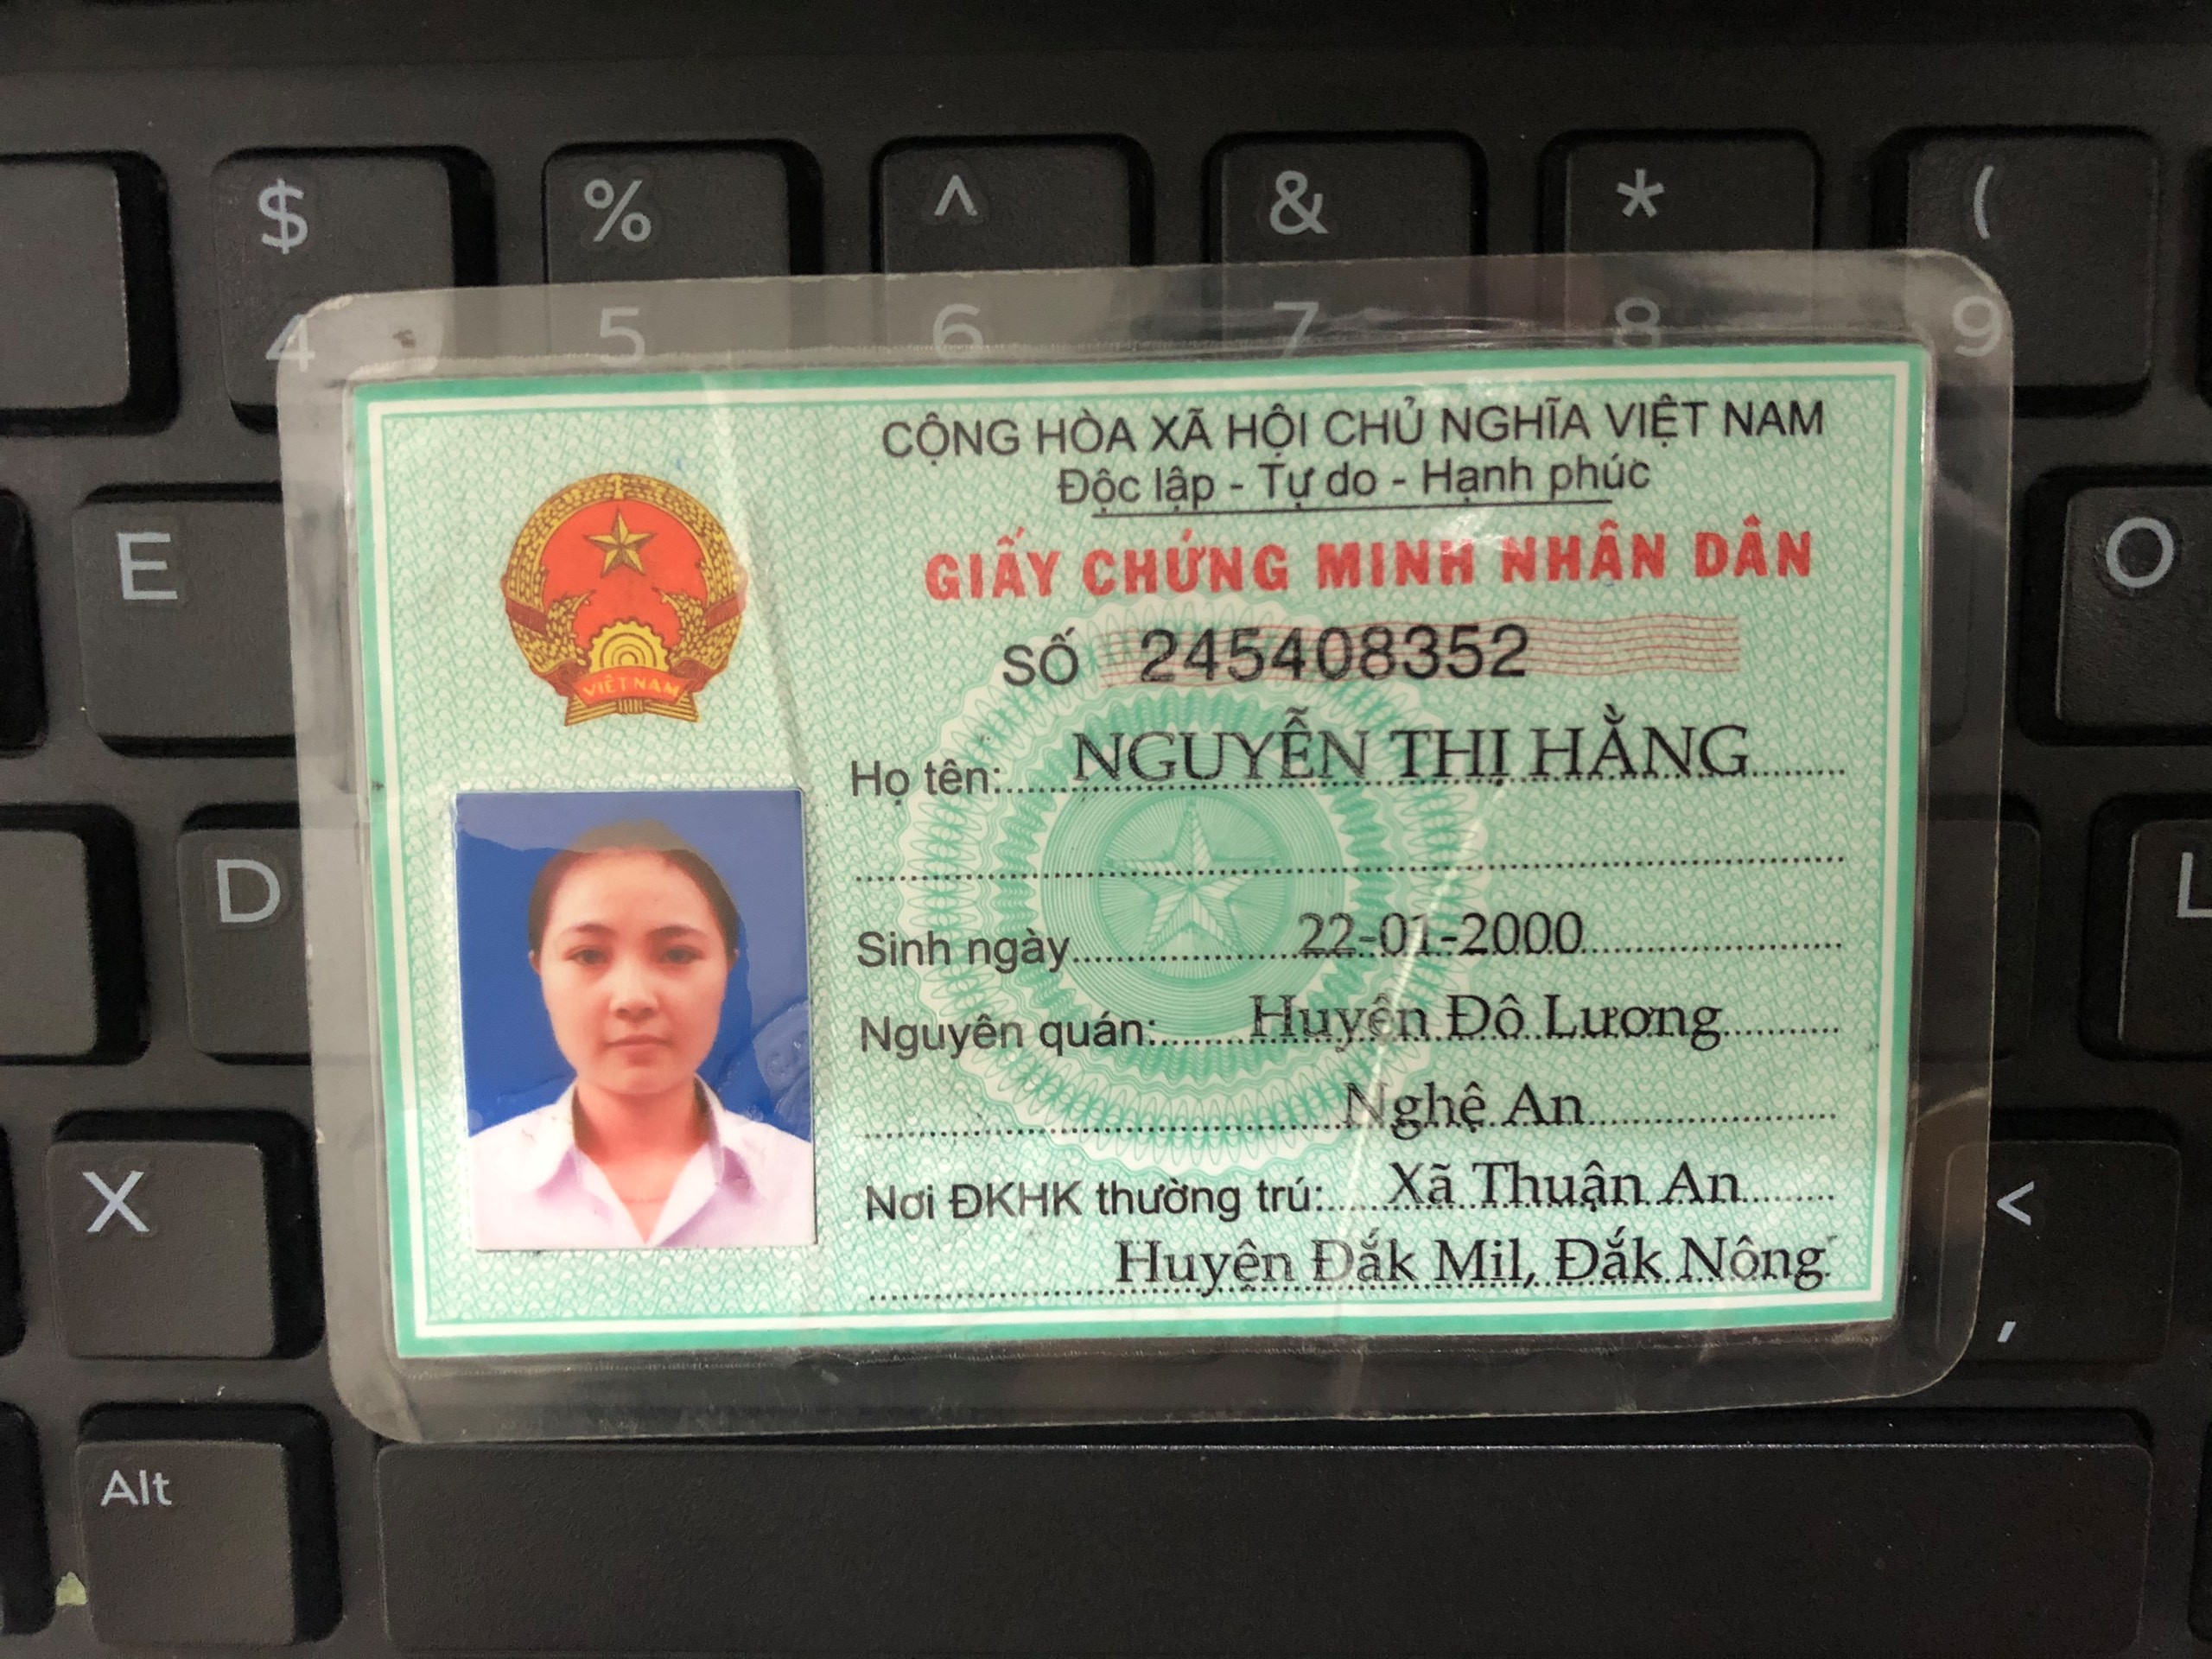 $ % ^ & * (
4 5 6 7 8 9
E O
D L
X <
,
Alt
CỘNG HÒA XÃ HỘI CHỦ NGHĨA VIỆT NAM
Độc lập - Tự do - Hạnh phúc
GIẤY CHỨNG MINH NHÂN DÂN
SỐ 245408352
VIỆT NAM
Họ tên: NGUYỄN THỊ HẰNG
Sinh ngày 22-01-2000
Nguyên quán: Huyện Đô Lương
Nghệ An
Nơi ĐKHK thường trú: Xã Thuận An
Huyện Đắk Mil, Đắk Nông